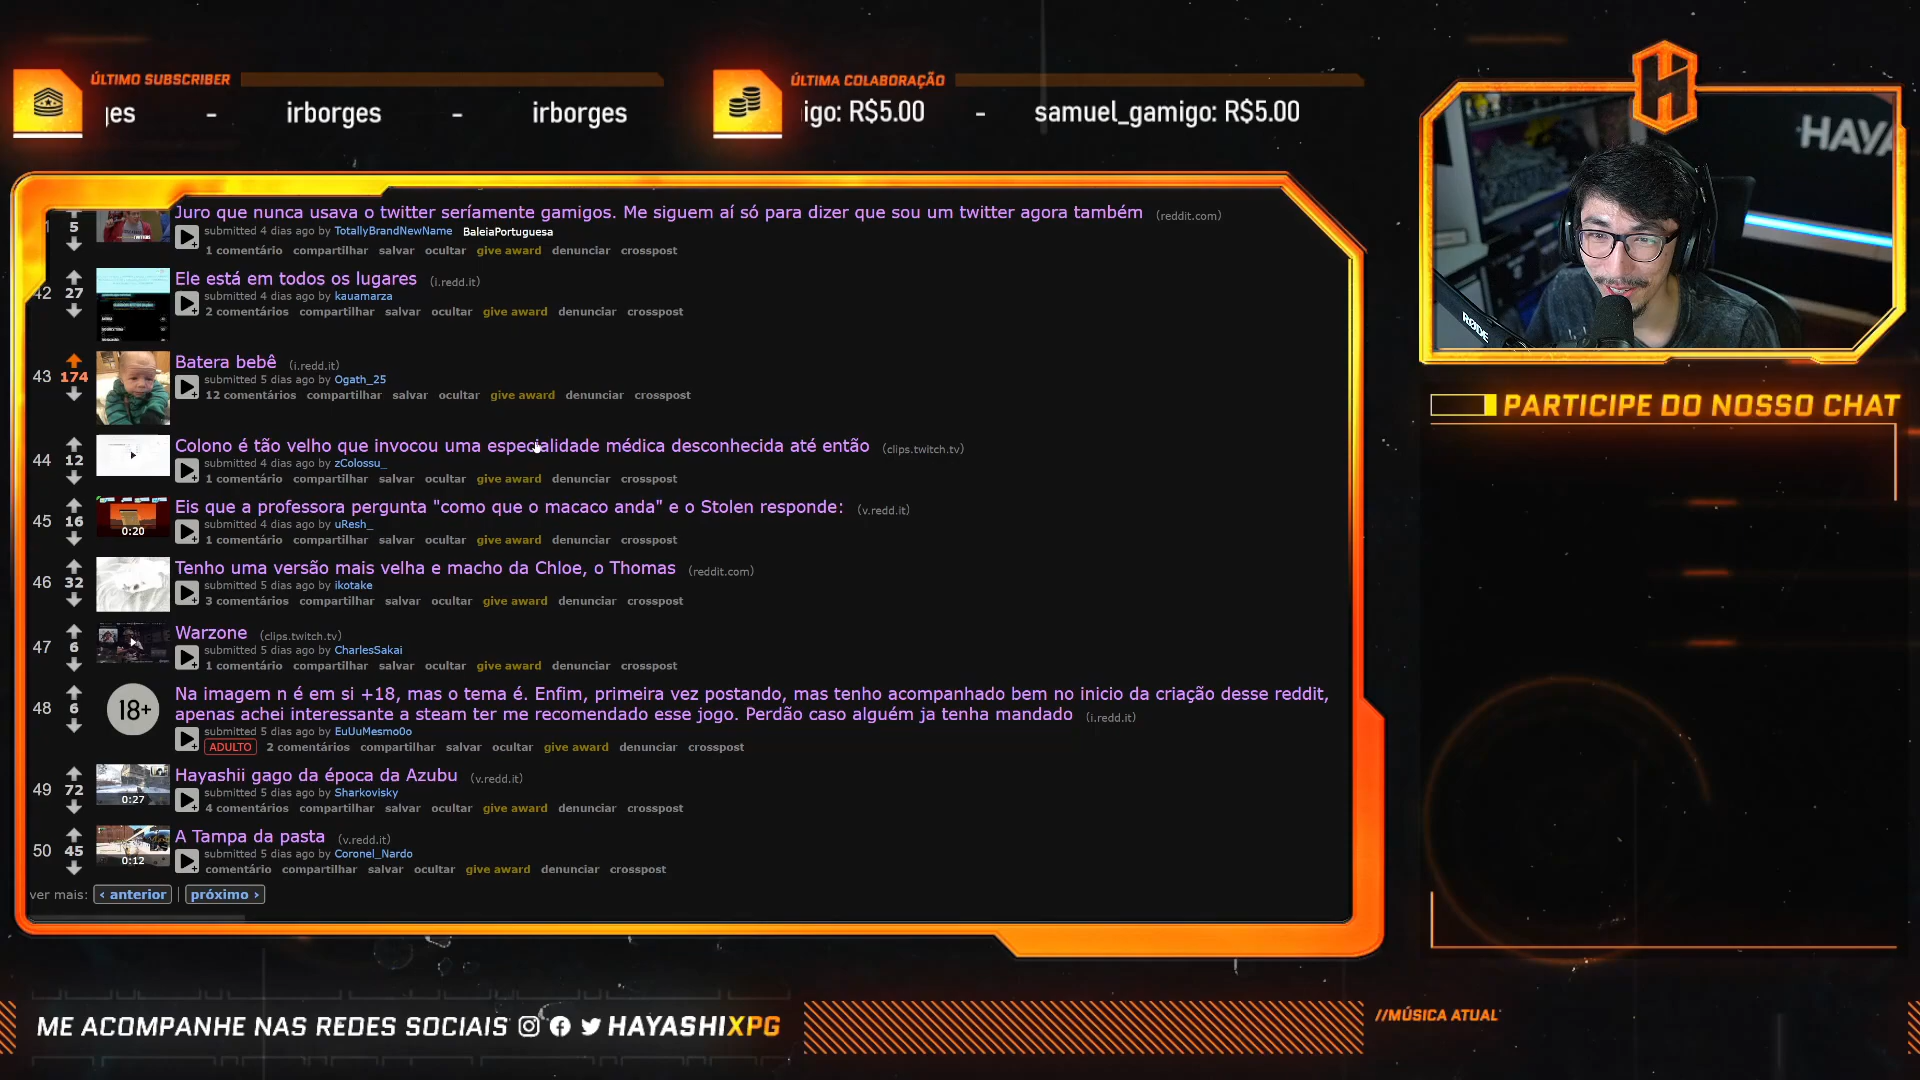 ÚLTIMO SUBSCRIBER
ges - irborges - irborges
ÚLTIMA COLABORAÇÃO
igo: R$5.00 - samuel_gamigo: R$5.00
HAYA
RØDE
PARTICIPE DO NOSSO CHAT
5
Juro que nunca usava o twitter seríamente gamigos. Me siguem aí só para dizer que sou um twitter agora também (reddit.com)
submitted 4 dias ago by TotallyBrandNewName BaleiaPortuguesa
1 comentário compartilhar salvar ocultar give award denunciar crosspost
42 27
Ele está em todos os lugares (i.redd.it)
submitted 4 dias ago by kauamarza
2 comentários compartilhar salvar ocultar give award denunciar crosspost
43 174
Batera bebê (i.redd.it)
submitted 5 dias ago by Ogath_25
12 comentários compartilhar salvar ocultar give award denunciar crosspost
44 12
Colono é tão velho que invocou uma especialidade médica desconhecida até então (clips.twitch.tv)
submitted 4 dias ago by zColossu_
1 comentário compartilhar salvar ocultar give award denunciar crosspost
45 16
0:20
Eis que a professora pergunta "como que o macaco anda" e o Stolen responde: (v.redd.it)
submitted 4 dias ago by uResh_
1 comentário compartilhar salvar ocultar give award denunciar crosspost
46 32
Tenho uma versão mais velha e macho da Chloe, o Thomas (reddit.com)
submitted 5 dias ago by ikotake
3 comentários compartilhar salvar ocultar give award denunciar crosspost
47 6
Warzone (clips.twitch.tv)
submitted 5 dias ago by CharlesSakai
1 comentário compartilhar salvar ocultar give award denunciar crosspost
48 6
18+
Na imagem n é em si +18, mas o tema é. Enfim, primeira vez postando, mas tenho acompanhado bem no inicio da criação desse reddit,
apenas achei interessante a steam ter me recomendado esse jogo. Perdão caso alguém ja tenha mandado (i.redd.it)
submitted 5 dias ago by EuUuMesmo0o
ADULTO 2 comentários compartilhar salvar ocultar give award denunciar crosspost
49 72
0:27
Hayashii gago da época da Azubu (v.redd.it)
submitted 5 dias ago by Sharkovisky
4 comentários compartilhar salvar ocultar give award denunciar crosspost
50 45
0:12
A Tampa da pasta (v.redd.it)
submitted 5 dias ago by Coronel_Nardo
comentário compartilhar salvar ocultar give award denunciar crosspost
ver mais: ‹ anterior | próximo ›
ME ACOMPANHE NAS REDES SOCIAIS HAYASHIXPG
//MÚSICA ATUAL